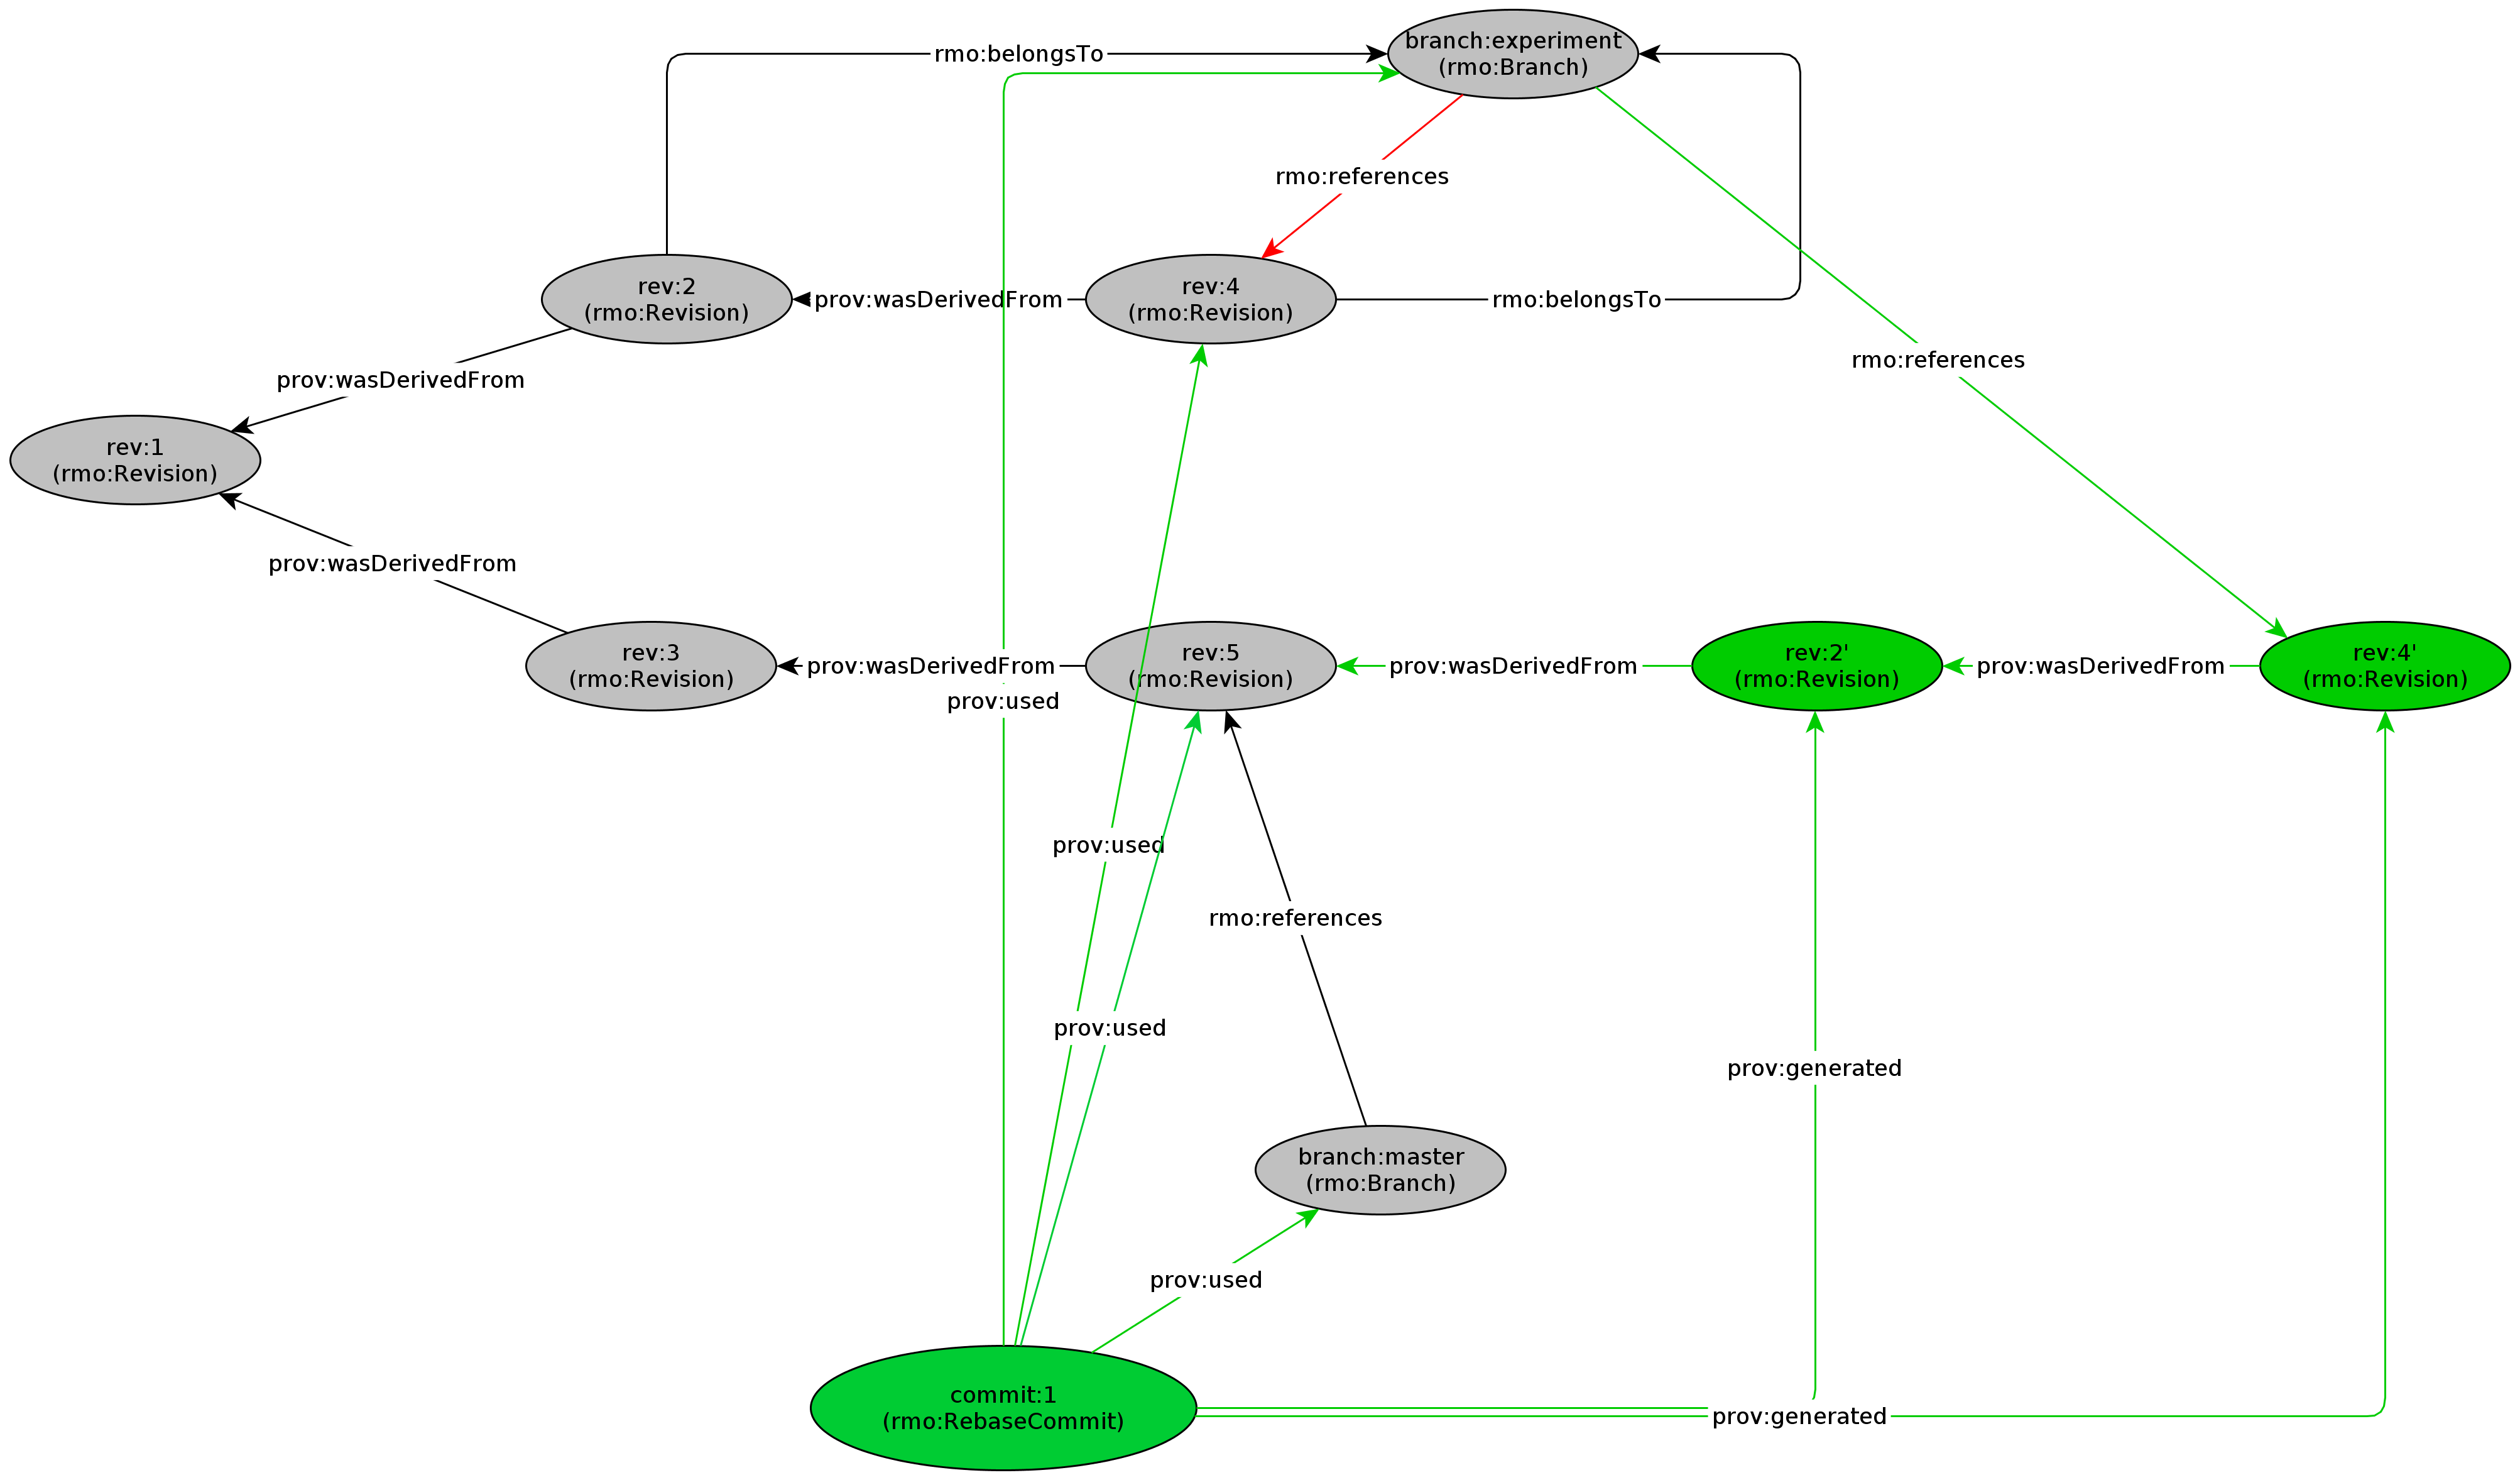 branch:experiment
(rmo:Branch)
rmo:belongsTo
rmo:references
rev:2
(rmo:Revision)
prov:wasDerivedFrom
rev:4
(rmo:Revision)
rmo:belongsTo
rmo:references
prov:wasDerivedFrom
rev:1
(rmo:Revision)
prov:wasDerivedFrom
rev:3
(rmo:Revision)
prov:wasDerivedFrom
rev:5
(rmo:Revision)
prov:wasDerivedFrom
rev:2'
(rmo:Revision)
prov:wasDerivedFrom
rev:4'
(rmo:Revision)
prov:used
prov:used
rmo:references
prov:used
prov:generated
branch:master
(rmo:Branch)
prov:used
commit:1
(rmo:RebaseCommit)
prov:generated